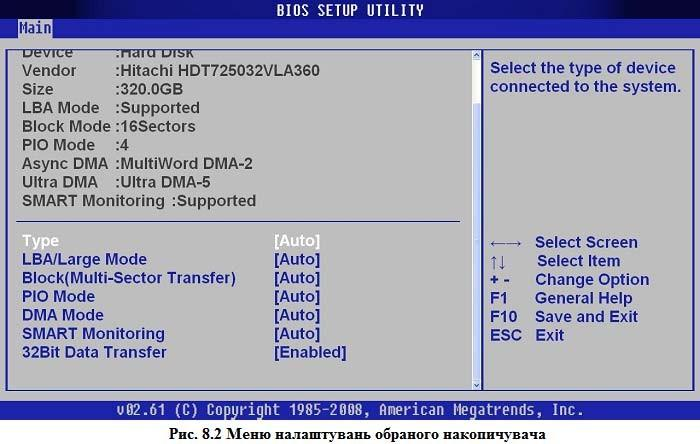 BIOS SETUP UTILITY
Main
Device :Hard Disk
Vendor :Hitachi HDT725032VLA360
Size :320.0GB
LBA Mode :Supported
Block Mode :16Sectors
PIO Mode :4
Async DMA :MultiWord DMA-2
Ultra DMA :Ultra DMA-5
SMART Monitoring :Supported
Type [Auto]
LBA/Large Mode [Auto]
Block(Multi-Sector Transfer) [Auto]
PIO Mode [Auto]
DMA Mode [Auto]
SMART Monitoring [Auto]
32Bit Data Transfer [Enabled]
Select the type of device
connected to the system.
←→ Select Screen
↑↓ Select Item
+ - Change Option
F1 General Help
F10 Save and Exit
ESC Exit
v02.61 (C) Copyright 1985-2008, American Megatrends, Inc.
Рис. 8.2 Меню налаштувань обраного накопичувача